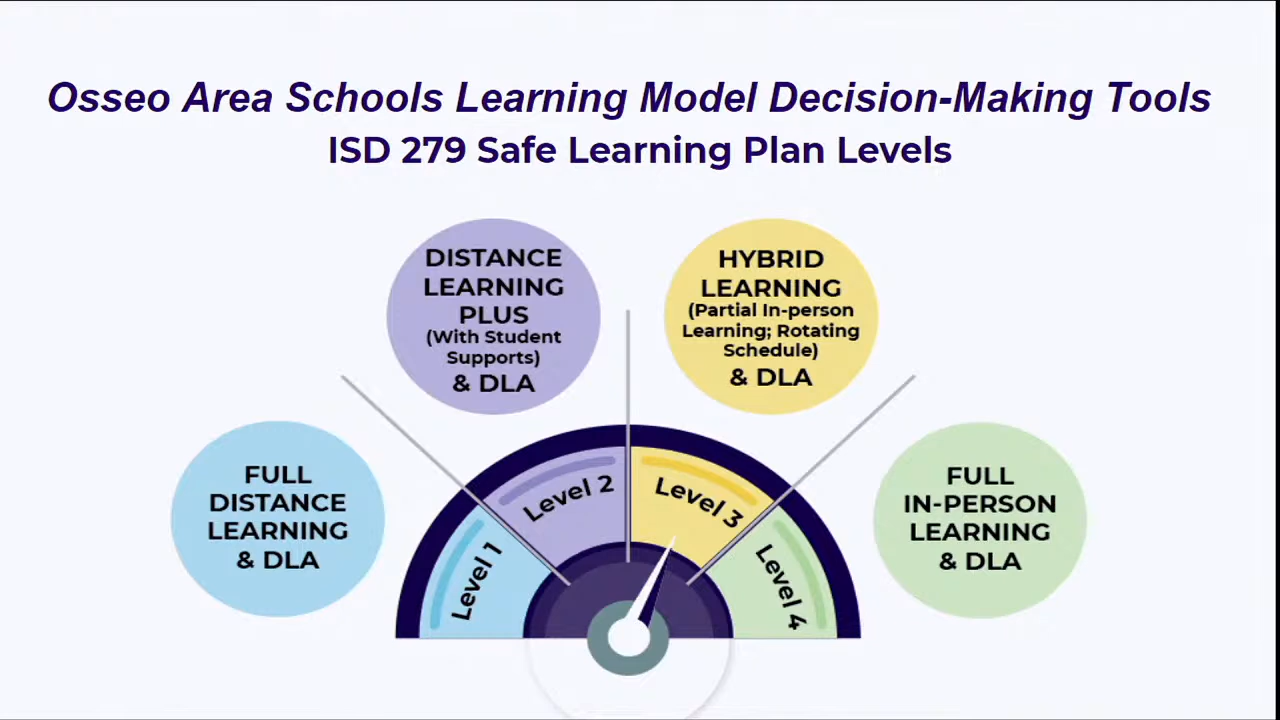 Osseo Area Schools Learning Model Decision-Making Tools
ISD 279 Safe Learning Plan Levels
DISTANCE
LEARNING
PLUS
(With Student
Supports)
& DLA
HYBRID
LEARNING
(Partial In-person
Learning; Rotating
Schedule)
& DLA
FULL
DISTANCE
LEARNING
& DLA
FULL
IN-PERSON
LEARNING
& DLA
Level 1
Level 2
Level 3
Level 4